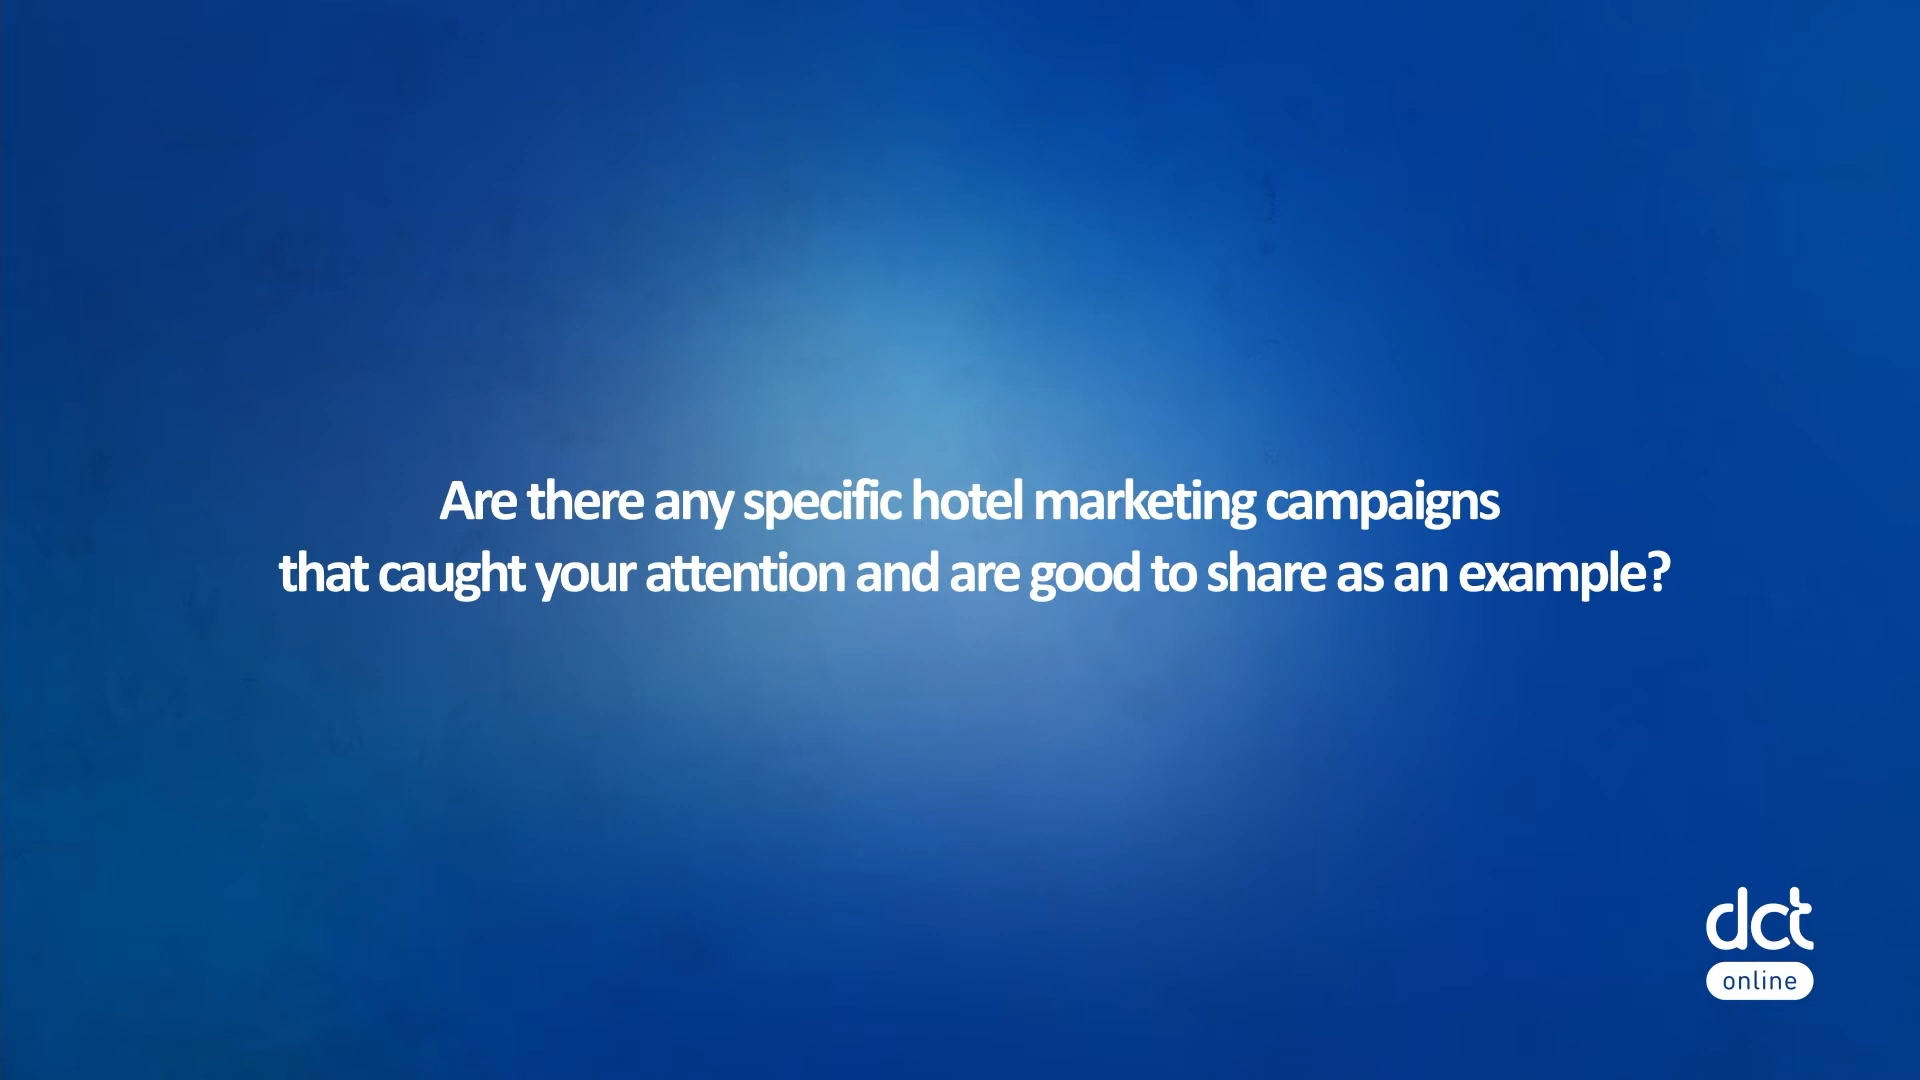 Are there any specific hotel marketing campaigns
that caught your attention and are good to share as an example?
dct
online